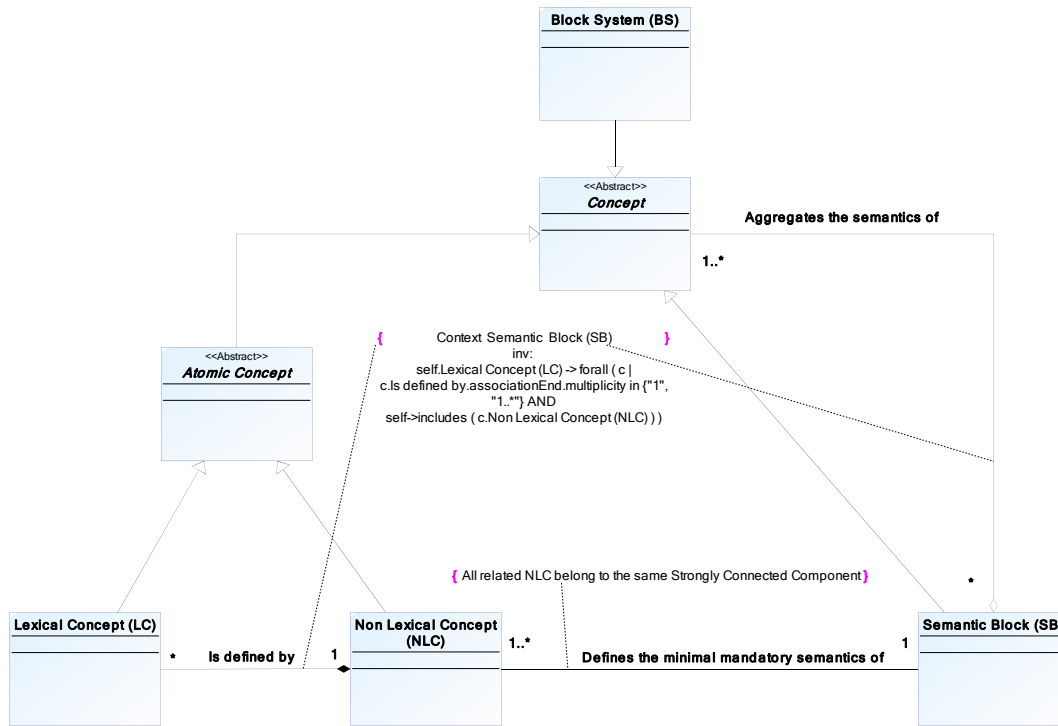 Block System (BS)
<<Abstract>>
Concept
Aggregates the semantics of
1..*
{ Context Semantic Block (SB) }
inv:
self.Lexical Concept (LC) -> forall ( c |
c.Is defined by.associationEnd.multiplicity in {"1",
"1..*"} AND
self->includes ( c.Non Lexical Concept (NLC) ) )
<<Abstract>>
Atomic Concept
{ All related NLC belong to the same Strongly Connected Component }
*
Lexical Concept (LC)
Non Lexical Concept
(NLC)
Semantic Block (SB
*
Is defined by
1
1..*
Defines the minimal mandatory semantics of
1